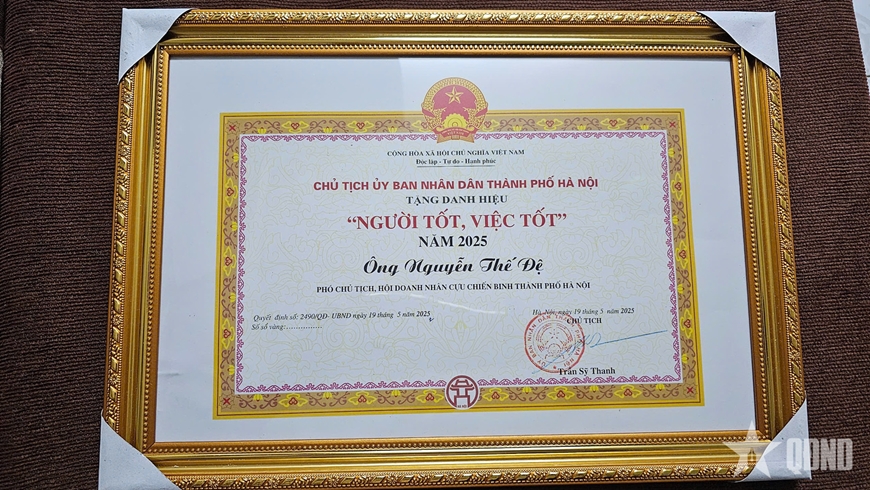 CỘNG HÒA XÃ HỘI CHỦ NGHĨA VIỆT NAM
Độc lập - Tự do - Hạnh phúc
CHỦ TỊCH ỦY BAN NHÂN DÂN THÀNH PHỐ HÀ NỘI
TẶNG DANH HIỆU
“NGƯỜI TỐT, VIỆC TỐT”
NĂM 2025
Ông Nguyễn Thế Đệ
PHÓ CHỦ TỊCH, HỘI DOANH NHÂN CỰU CHIẾN BINH THÀNH PHỐ HÀ NỘI
Quyết định số: 2490/QĐ- UBND ngày 19 tháng 5 năm 2025
Số sổ vàng:...............
Hà Nội, ngày 19 tháng 5 năm 2025
CHỦ TỊCH
Trần Sỹ Thanh
QĐND